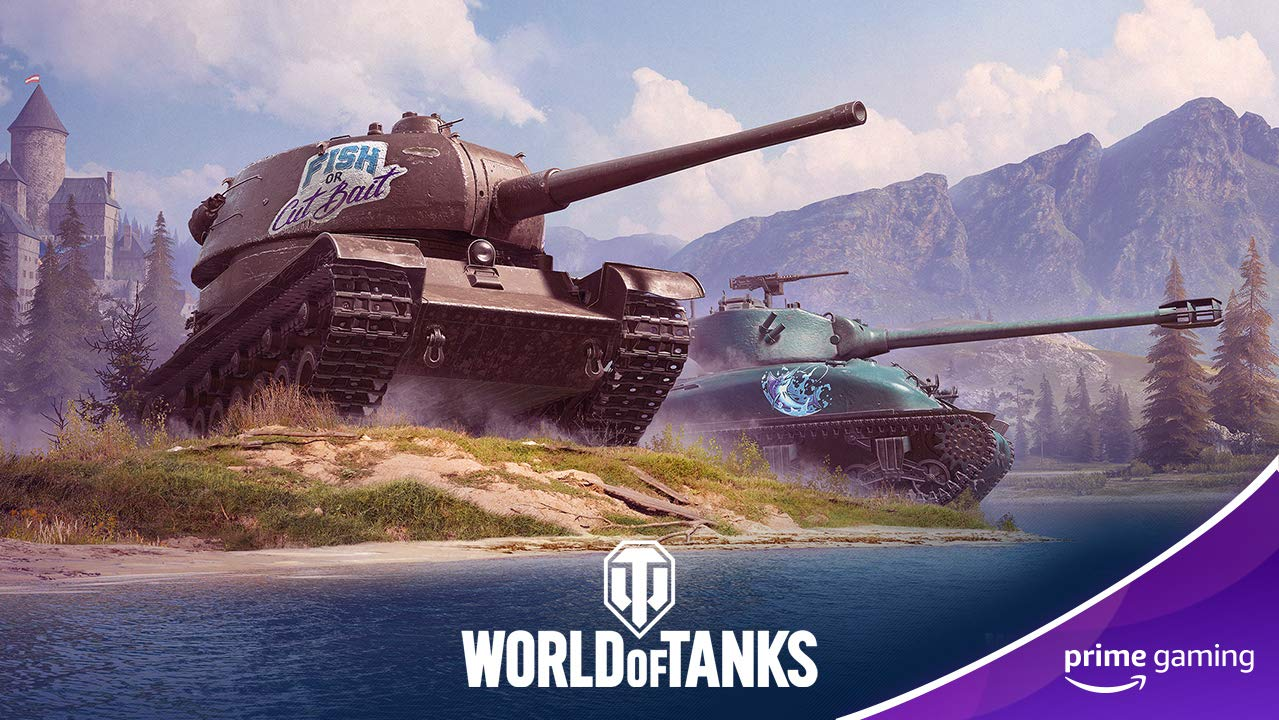 FISH
OR
Cut Bait
WORLD OF TANKS
prime gaming